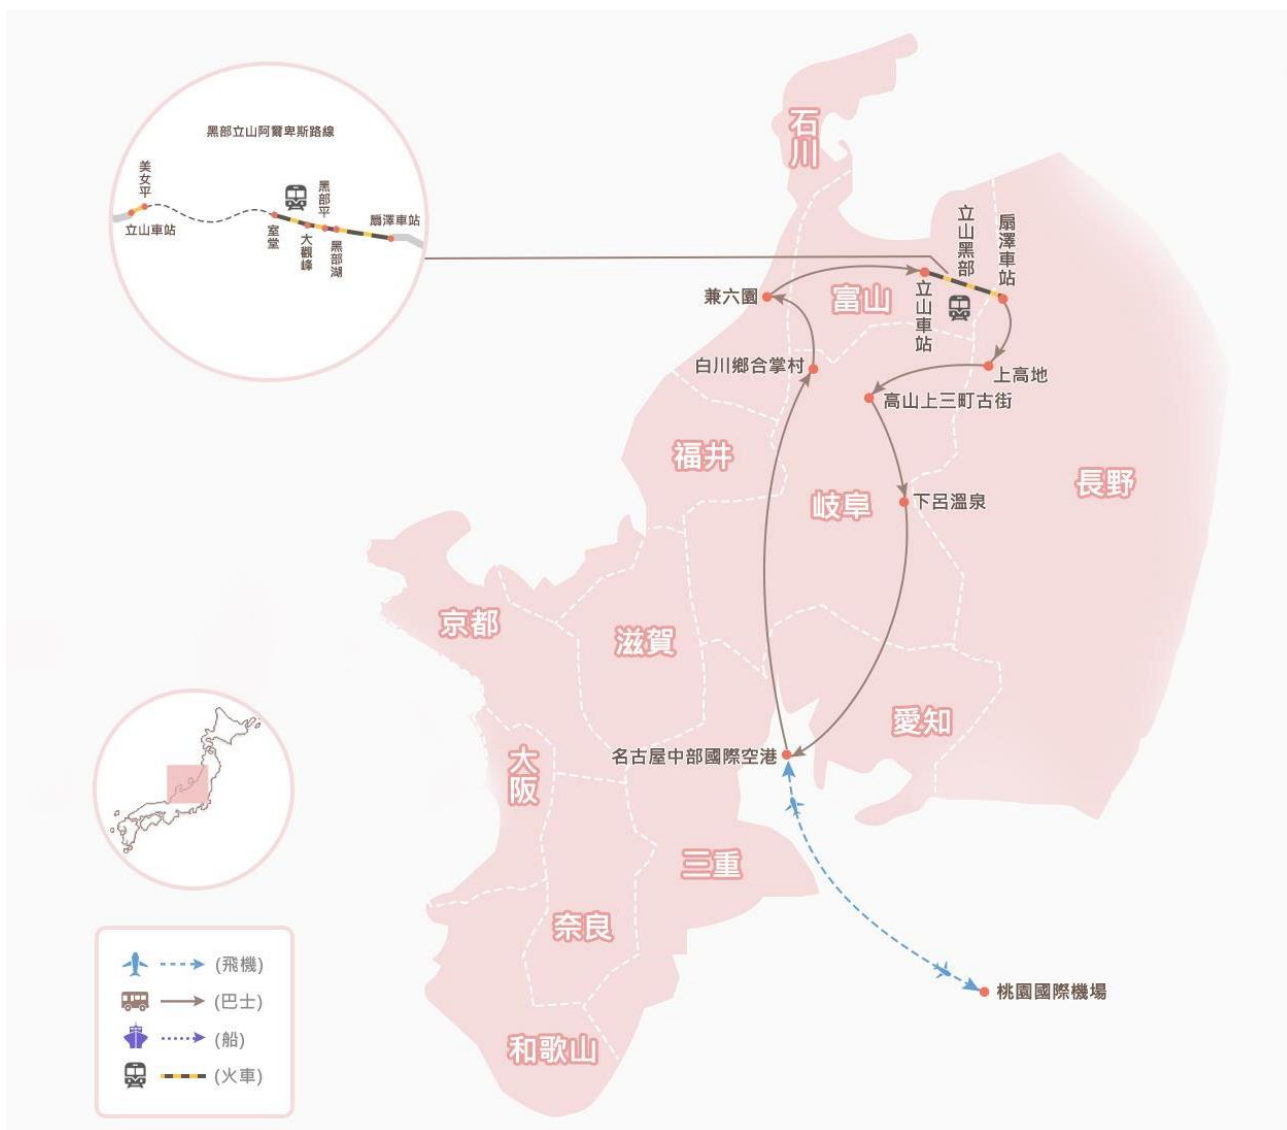 黑部立山阿爾卑斯路線
美女平
立山車站
室堂
大觀峰
黑部平
黑部湖
扇澤車站
石川
立山黑部
扇澤車站
立山車站
兼六園
富山
白川鄉合掌村
上高地
高山上三町古街
福井
岐阜
長野
下呂溫泉
京都
滋賀
愛知
大阪
名古屋中部國際空港
三重
奈良
和歌山
桃園國際機場
(飛機)
(巴士)
(船)
(火車)